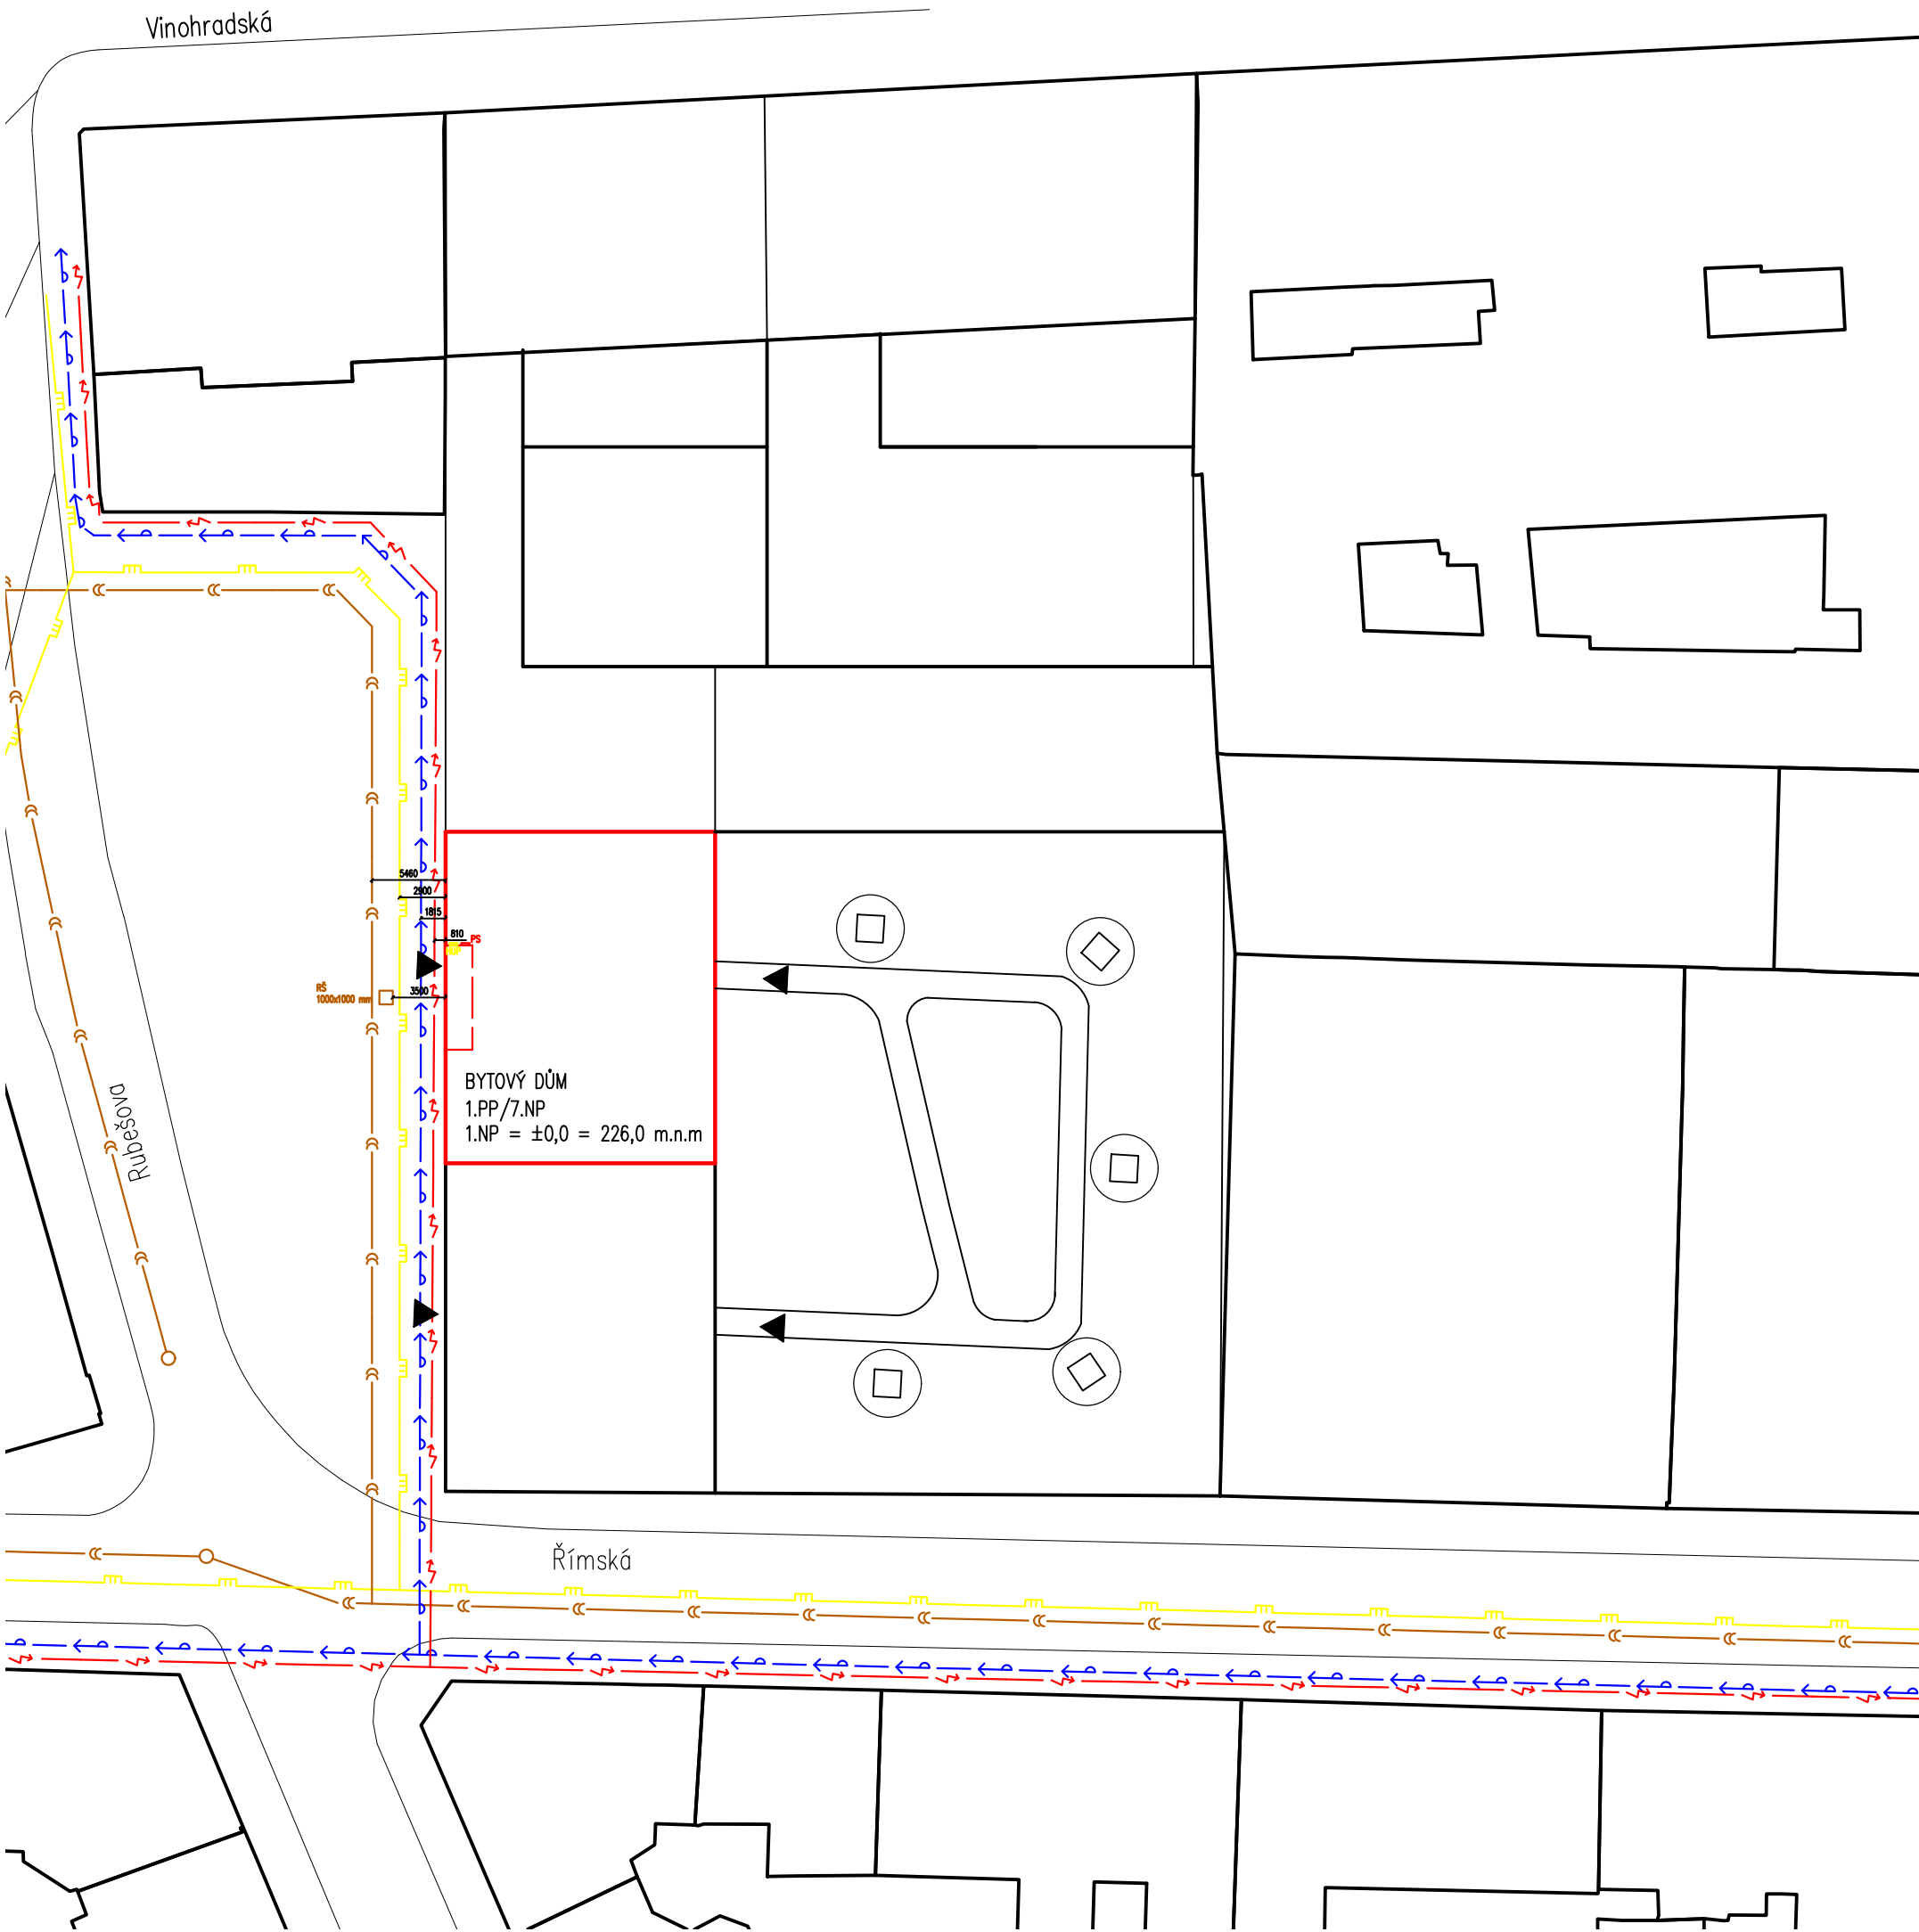 Vinohradská
5460
2900
1815
810
PS
RŠ
1000x1000 mm
3500
BYTOVÝ DŮM
1.PP/7.NP
1.NP = ±0,0 = 226,0 m.n.m
Rubešova
Římská